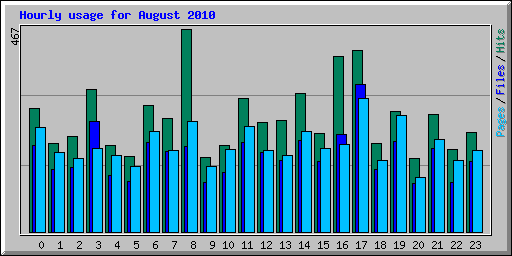 Hourly usage for August 2010
467
Pages / Files / Hits
0 1 2 3 4 5 6 7 8 9 10 11 12 13 14 15 16 17 18 19 20 21 22 23